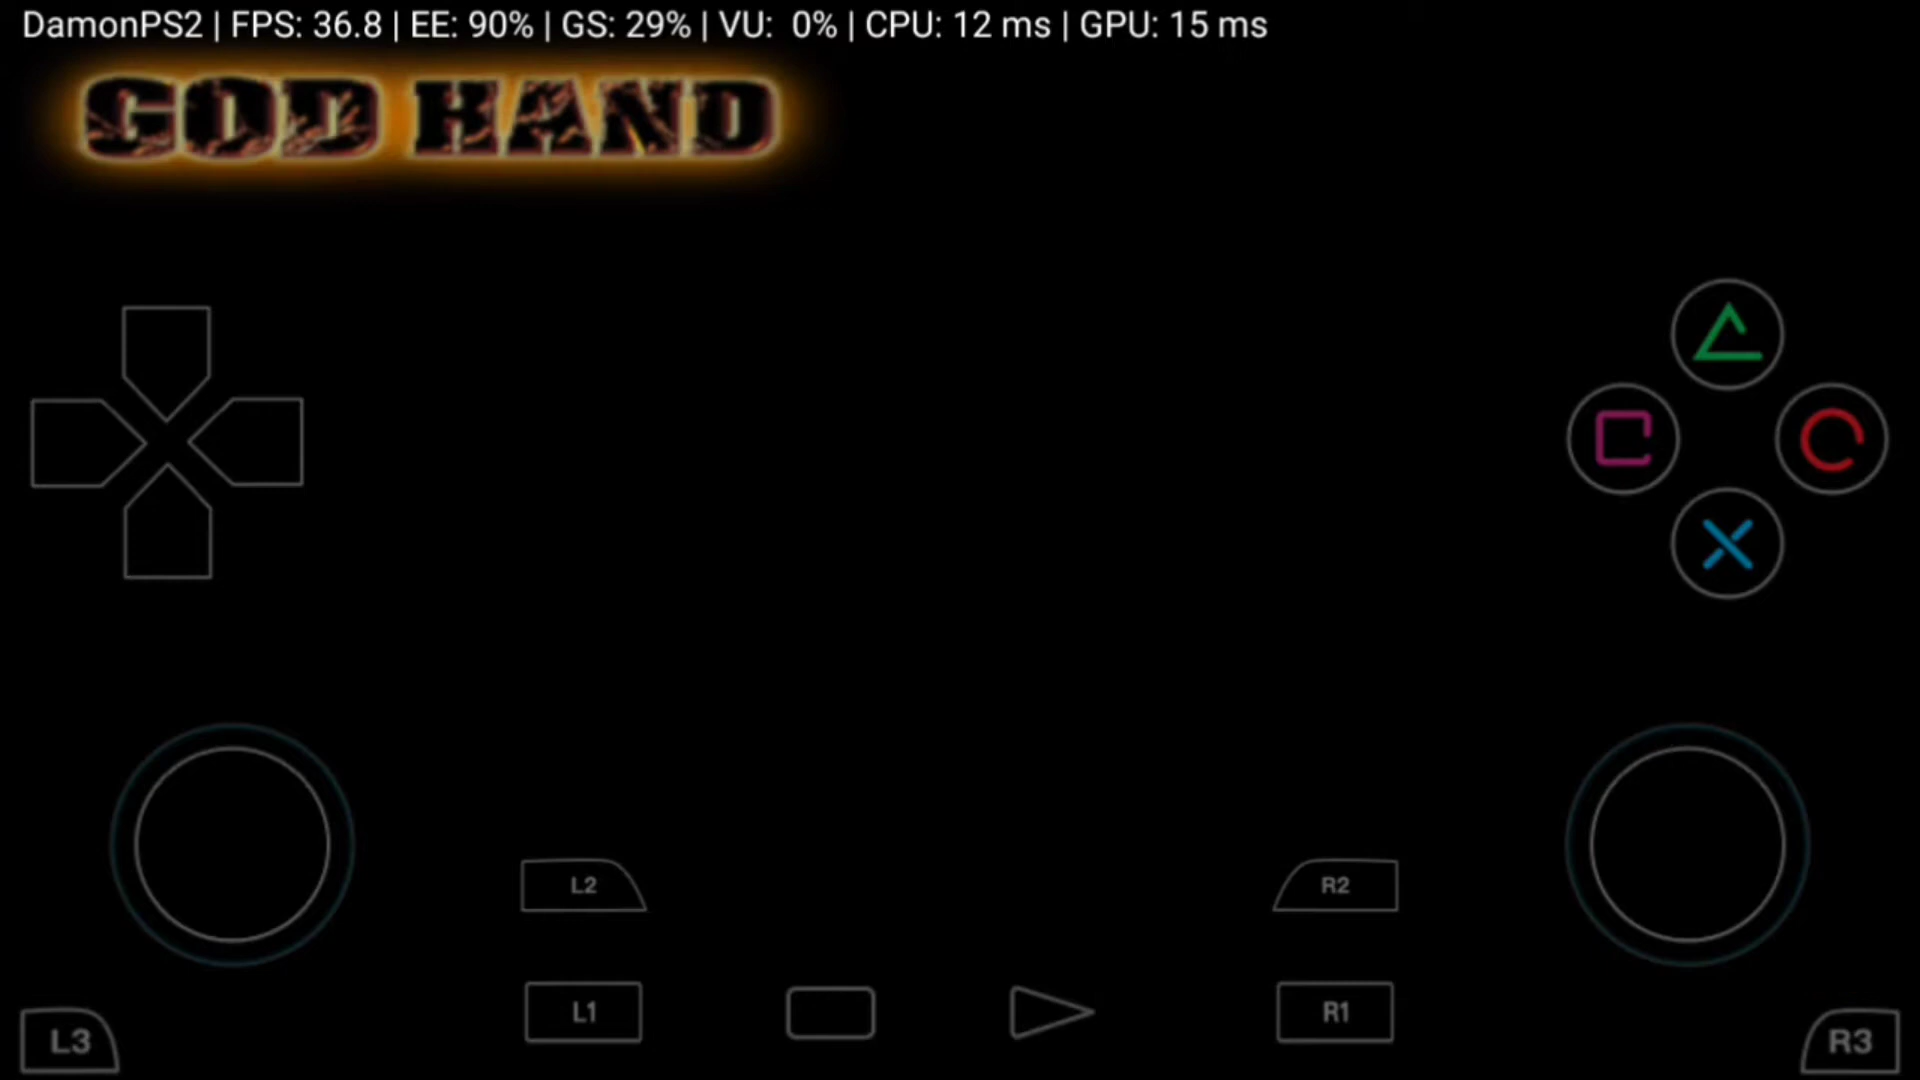 DamonPS2 | FPS: 36.8 | EE: 90% | GS: 29% | VU: 0% | CPU: 12 ms | GPU: 15 ms
GOD HAND
L2
R2
L1
R1
L3
R3